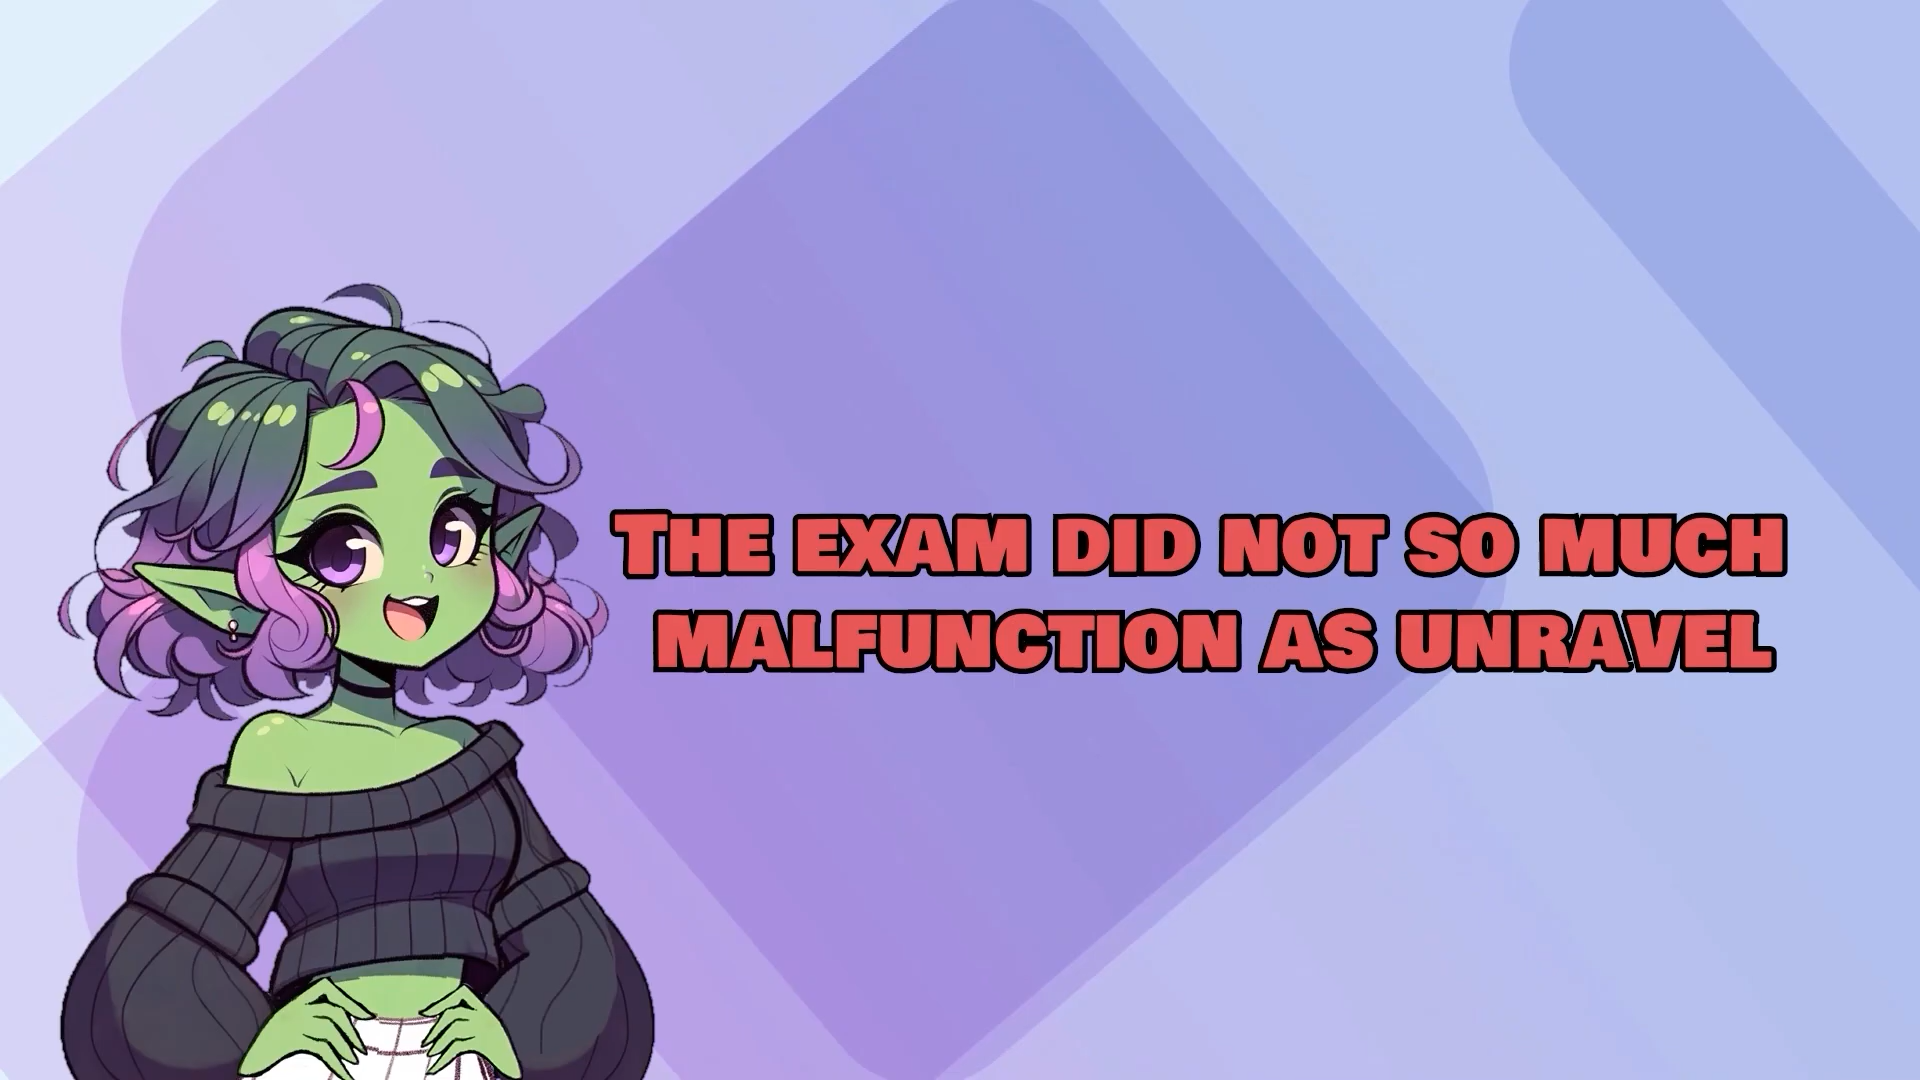 The exam did not so much
malfunction as unravel